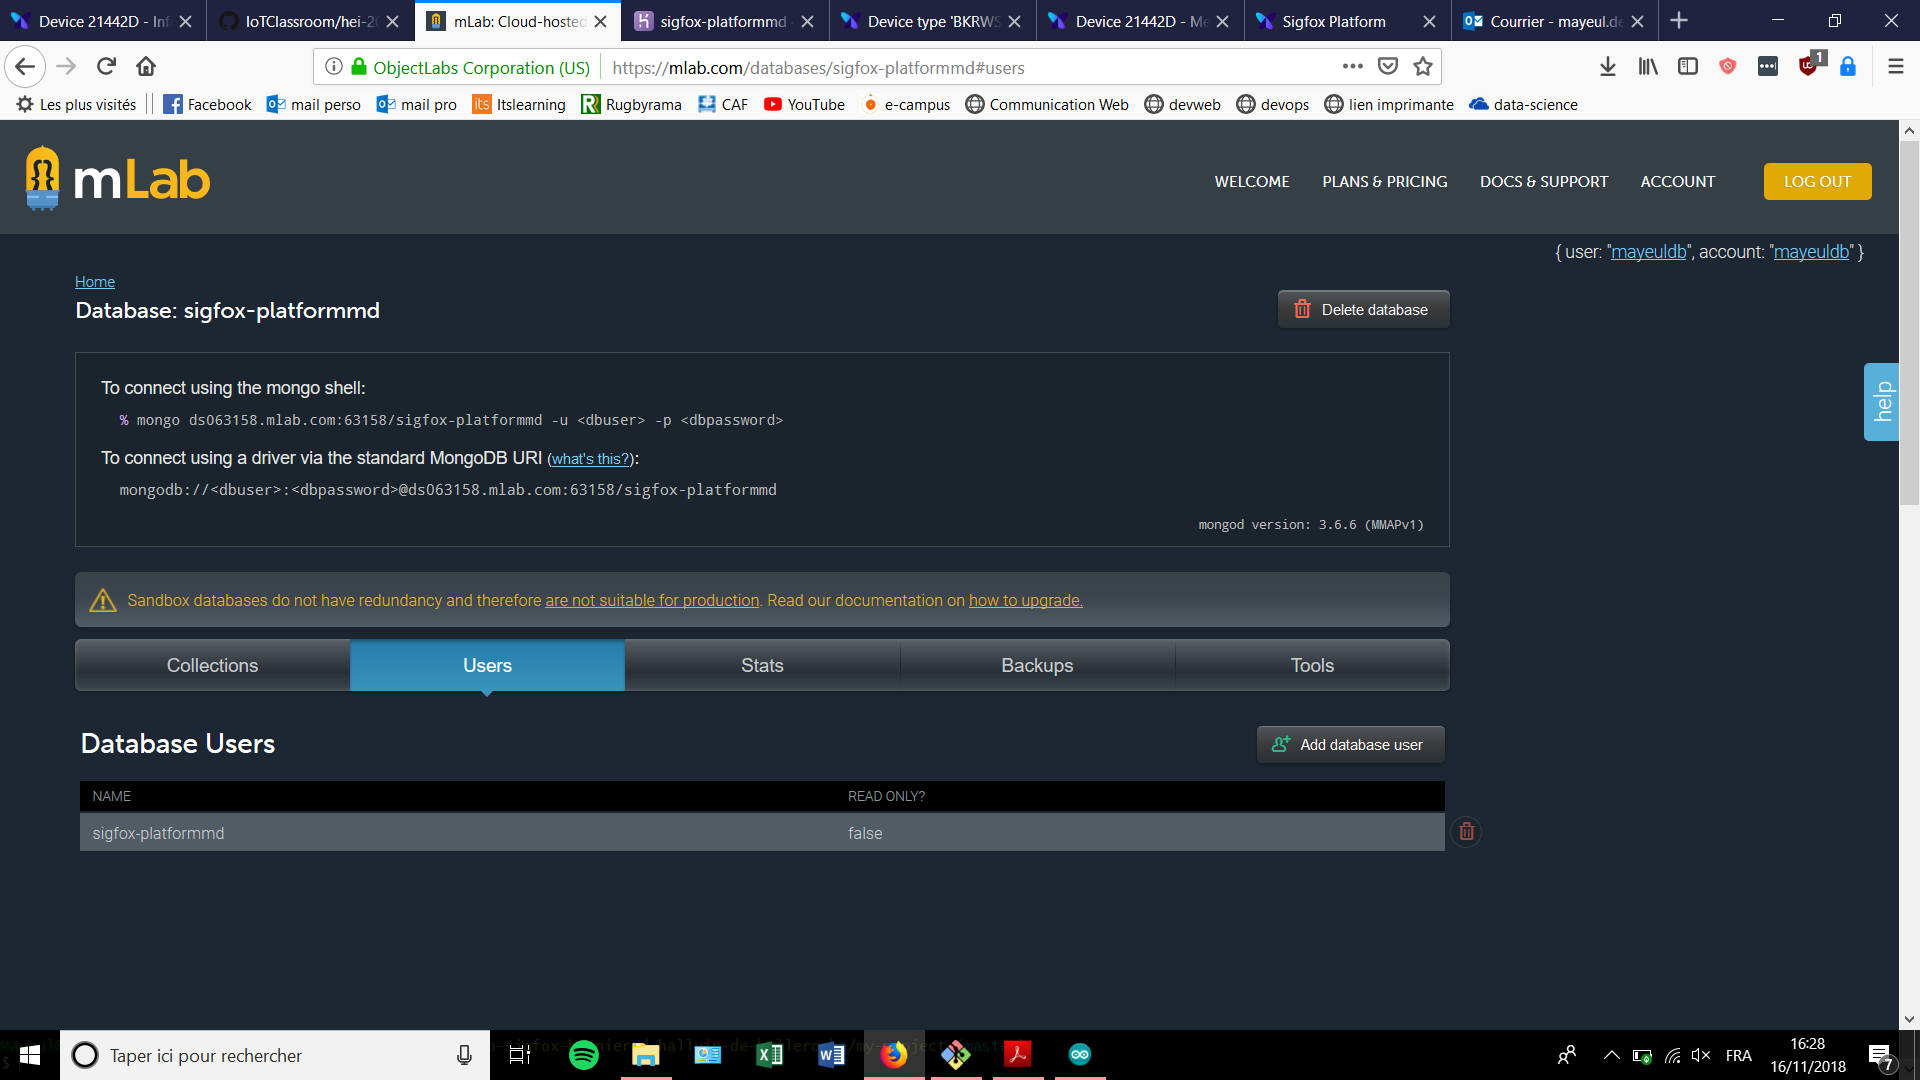 Device 21442D - Inf
IoTClassroom/hei-2
mLab: Cloud-hosted
sigfox-platformmd
Device type 'BKRWS
Device 21442D - Me
Sigfox Platform
Courrier - mayeul.de
ObjectLabs Corporation (US)
https://mlab.com/databases/sigfox-platformmd#users
1
Les plus visités
Facebook
mail perso
mail pro
its Itslearning
Rugbyrama
CAF
YouTube
e-campus
Communication Web
devweb
devops
lien imprimante
data-science
mLab
WELCOME
PLANS & PRICING
DOCS & SUPPORT
ACCOUNT
LOG OUT
{ user: "mayeuldb", account: "mayeuldb" }
Home
Database: sigfox-platformmd
Delete database
help
To connect using the mongo shell:
% mongo ds063158.mlab.com:63158/sigfox-platformmd -u <dbuser> -p <dbpassword>
To connect using a driver via the standard MongoDB URI (what's this?):
mongodb://<dbuser>:<dbpassword>@ds063158.mlab.com:63158/sigfox-platformmd
mongod version: 3.6.6 (MMAPv1)
Sandbox databases do not have redundancy and therefore are not suitable for production. Read our documentation on how to upgrade.
Collections
Users
Stats
Backups
Tools
Database Users
Add database user
NAME
READ ONLY?
sigfox-platformmd
false
Taper ici pour rechercher
FRA
16:28
16/11/2018
7